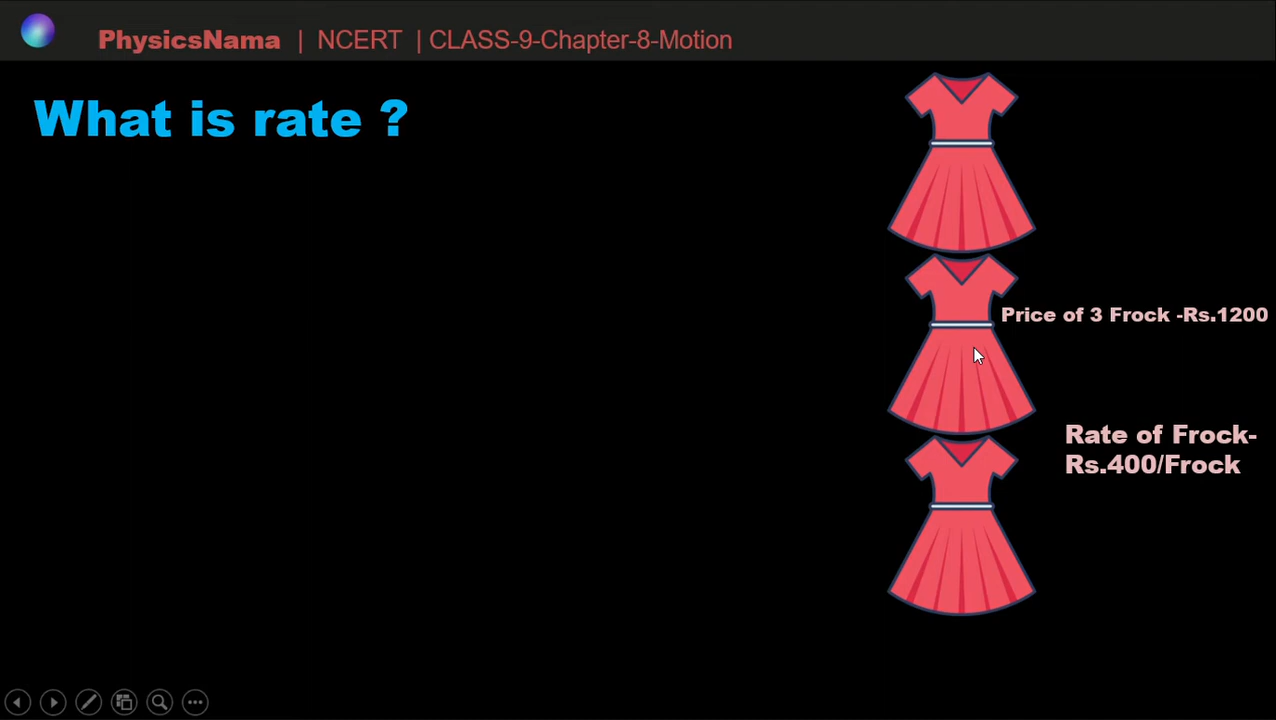 PhysicsNama | NCERT | CLASS-9-Chapter-8-Motion
What is rate ?
Price of 3 Frock -Rs.1200
Rate of Frock-
Rs.400/Frock